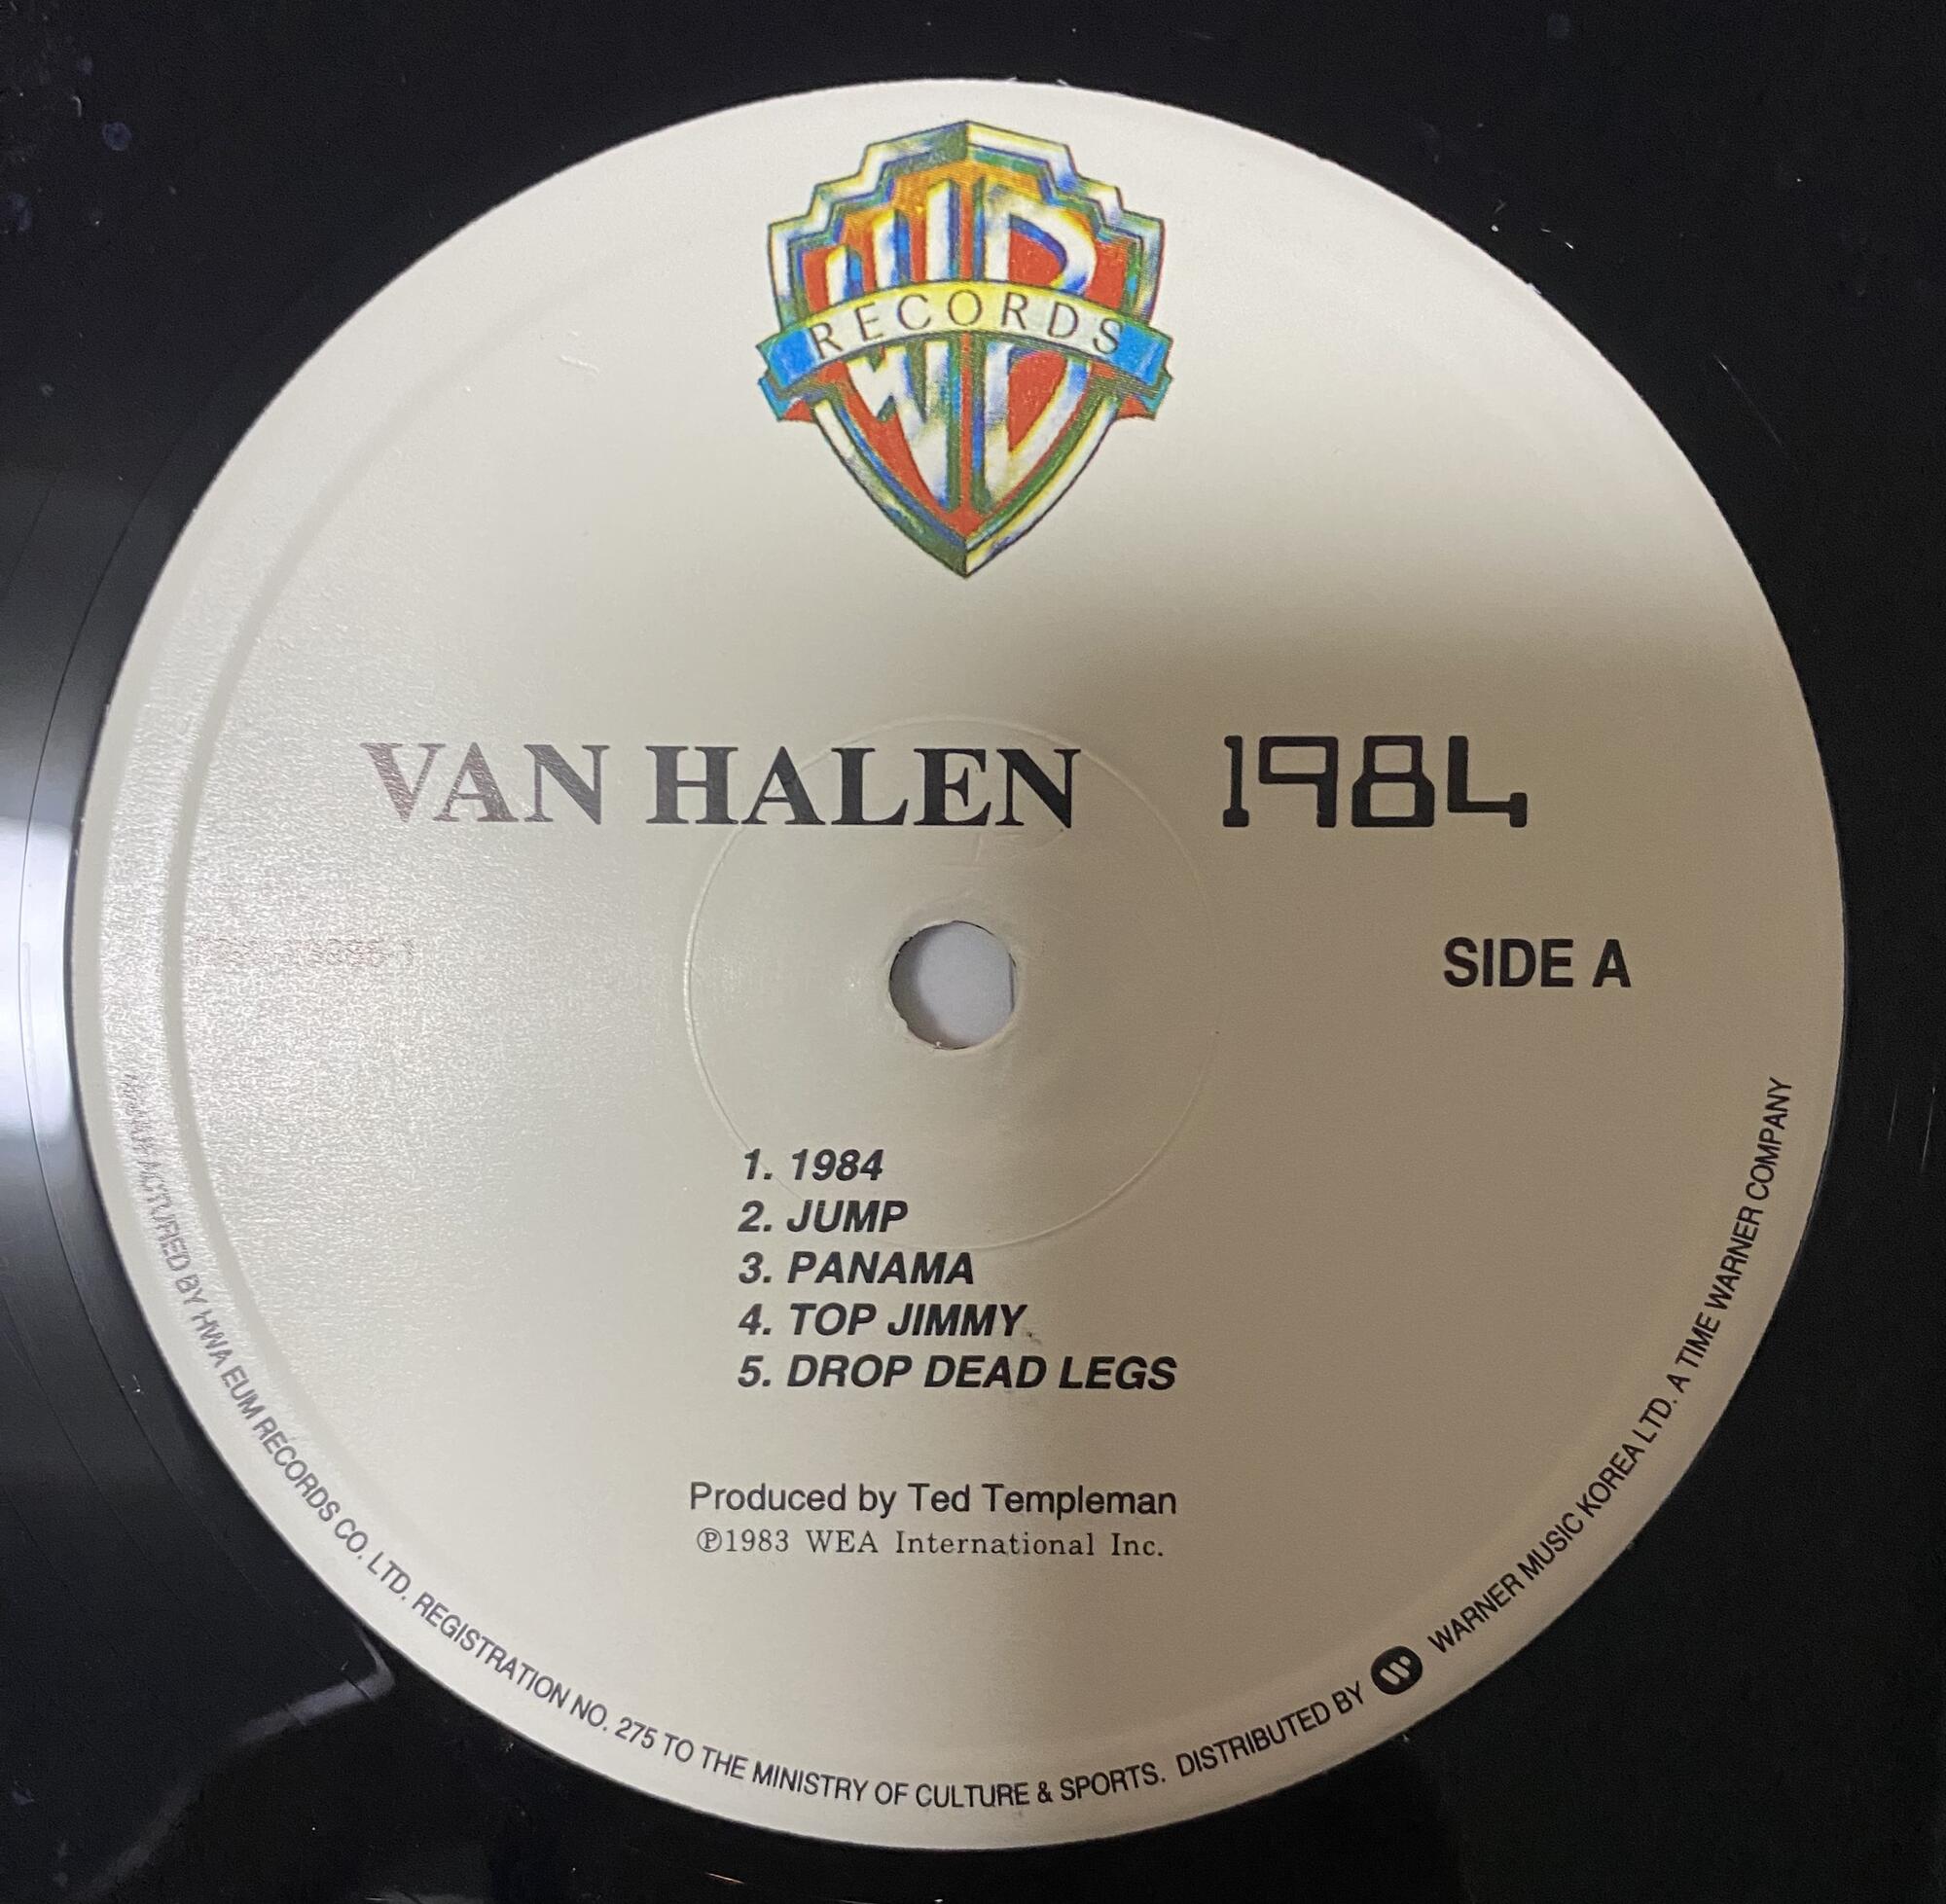 WB
RECORDS
VAN HALEN 1984
SIDE A
1. 1984
2. JUMP
3. PANAMA
4. TOP JIMMY
5. DROP DEAD LEGS
Produced by Ted Templeman
℗1983 WEA International Inc.
MANUFACTURED BY HWA EUM RECORDS CO. LTD. REGISTRATION NO. 275 TO THE MINISTRY OF CULTURE & SPORTS. DISTRIBUTED BY WARNER MUSIC KOREA LTD. A TIME WARNER COMPANY